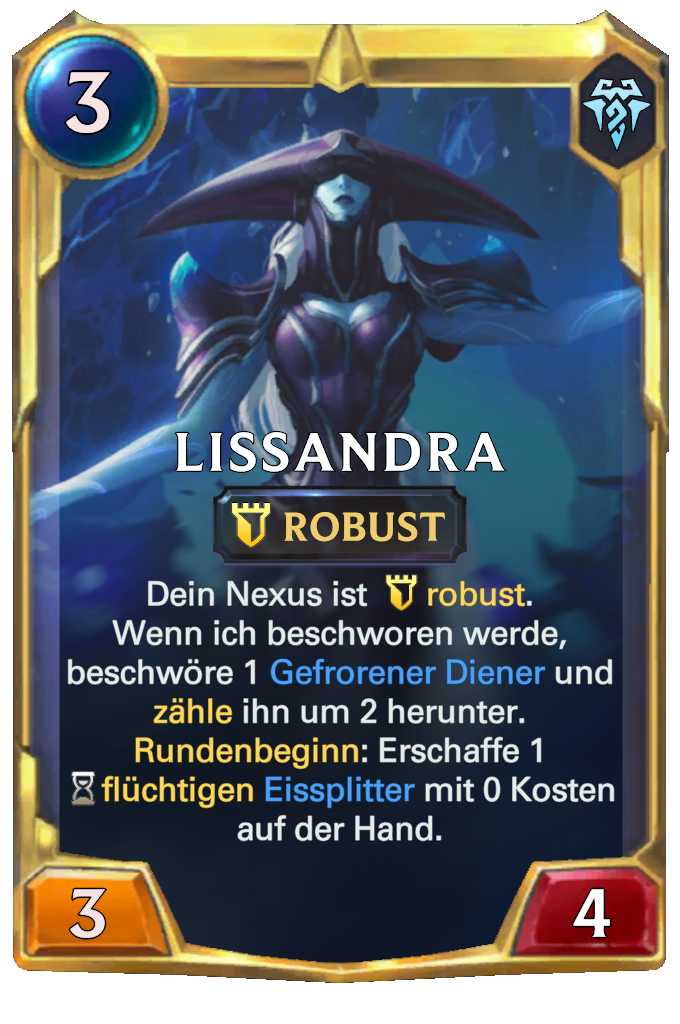 3
LISSANDRA
ROBUST
Dein Nexus ist robust.
Wenn ich beschworen werde,
beschwöre 1 Gefrorener Diener und
zähle ihn um 2 herunter.
Rundenbeginn: Erschaffe 1
flüchtigen Eissplitter mit 0 Kosten
auf der Hand.
3
4